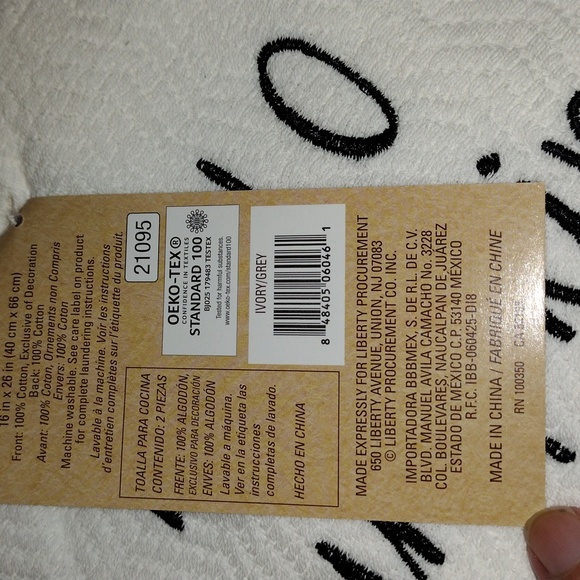 16 in x 26 in (40 cm x 66 cm)
Front: 100% Cotton, Exclusive of Decoration
Back: 100% Cotton
Avant: 100% Coton, Ornements non Compris
Envers: 100% Coton
Machine washable. See care label on product
for complete laundering instructions.
Lavable à la machine. Voir les instructions
d'entretien complètes sur l'étiquette du produit.
21095
OEKO-TEX®
CONFIDENCE IN TEXTILES
STANDARD 100
BJ025 179483 TESTEX
Tested for harmful substances.
www.oeko-tex.com/standard100
IVORY/GREY
8 48405 06046 1
TOALLA PARA COCINA
CONTENIDO: 2 PIEZAS
FRENTE: 100% ALGODÓN,
EXCLUSIVO PARA DECORACIÓN
ENVES: 100% ALGODÓN
Lavable a máquina.
Ver en la etiqueta las
instrucciones
completas de lavado.
HECHO EN CHINA
MADE EXPRESSLY FOR LIBERTY PROCUREMENT
650 LIBERTY AVENUE, UNION, NJ 07083
© LIBERTY PROCUREMENT CO. INC.
IMPORTADORA BBBMEX, S. DE R.L. DE C.V.
BLVD. MANUEL AVILA CAMACHO No. 3228
COL. BOULEVARES, NAUCALPAN DE JUÁREZ
ESTADO DE MÉXICO C.P. 53140 MÉXICO
R.F.C. IBB-060425-DI8
MADE IN CHINA / FABRIQUÉ EN CHINE
RN 100350